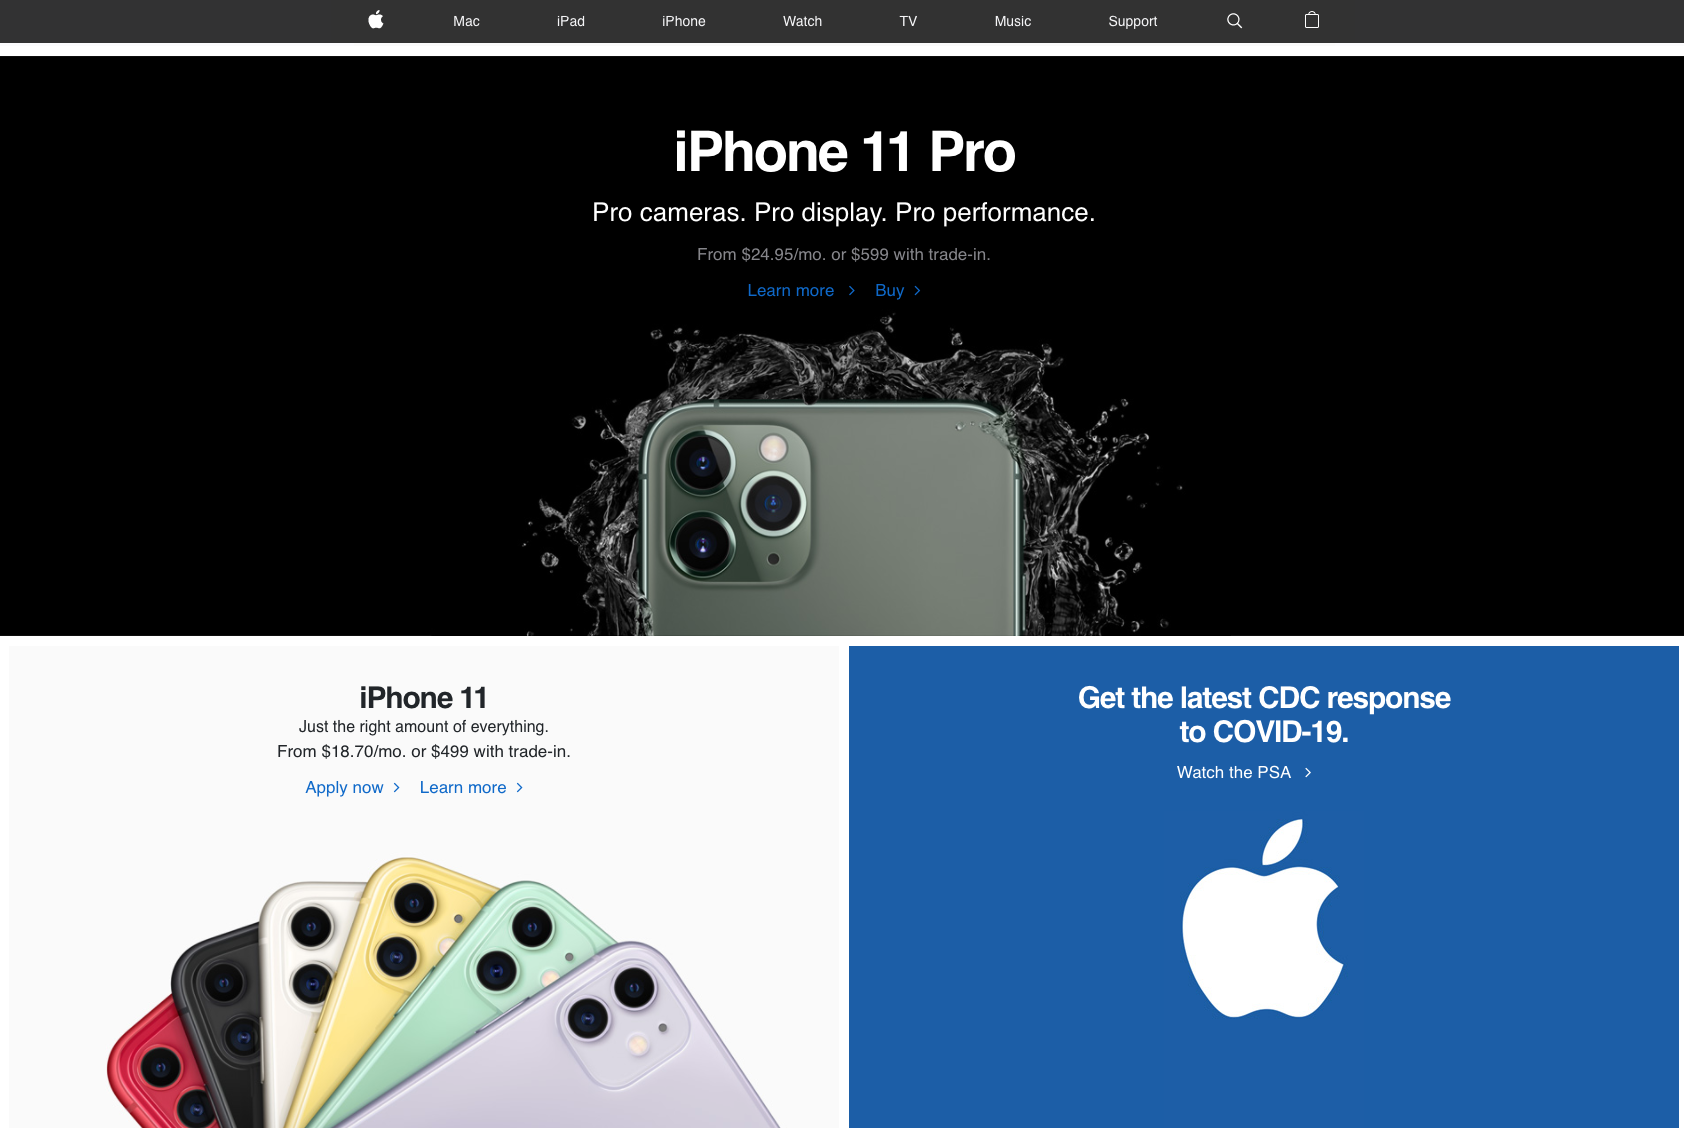 Mac iPad iPhone Watch TV Music Support
iPhone 11 Pro
Pro cameras. Pro display. Pro performance.
From $24.95/mo. or $599 with trade-in.
Learn more Buy
iPhone 11
Just the right amount of everything.
From $18.70/mo. or $499 with trade-in.
Apply now Learn more
Get the latest CDC response
to COVID-19.
Watch the PSA